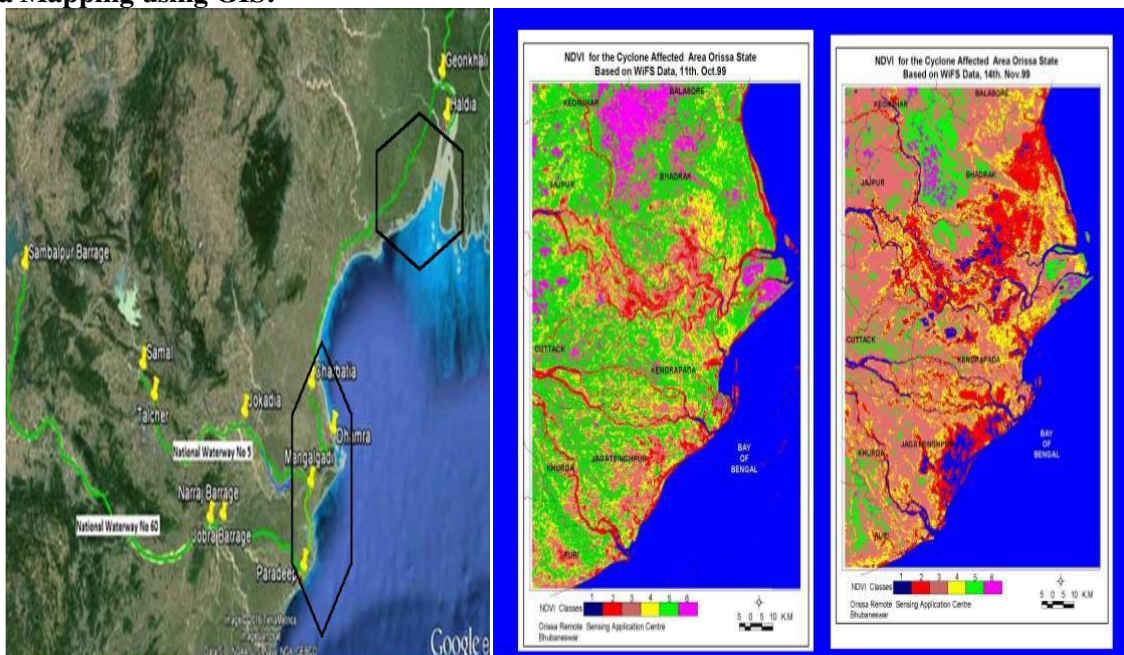 a Mapping using GIS:
Geonkhali
Haldia
Sambalpur Barrage
Samal
Talcher
Jokadia
Charbatia
Dhamra
National Waterway No 5
Mangalgadi
Narraj Barrage
National Waterway No 60
Jobra Barrage
Paradeep
Google e
NDVI for the Cyclone Affected Area Orissa State
Based on WiFS Data, 11th. Oct.99
BALASORE
KEONJHAR
BHADRAK
JAJPUR
CUTTACK
KENDRAPADA
JAGATSINGHPUR
KHURDA
BAY
OF
BENGAL
PURI
1 2 3 4 5 6
NDVI Classes
5 0 5 10 K.M
Orissa Remote Sensing Application Centre
Bhubaneswar
NDVI for the Cyclone Affected Area Orissa State
Based on WiFS Data, 14th. Nov.99
BALASORE
KEONJHAR
BHADRAK
JAJPUR
CUTTACK
KENDRAPADA
JAGATSINGHPUR
KHURDA
BAY
OF
BENGAL
PURI
1 2 3 4 5 6
NDVI Classes
5 0 5 10 K.M
Orissa Remote Sensing Application Centre
Bhubaneswar